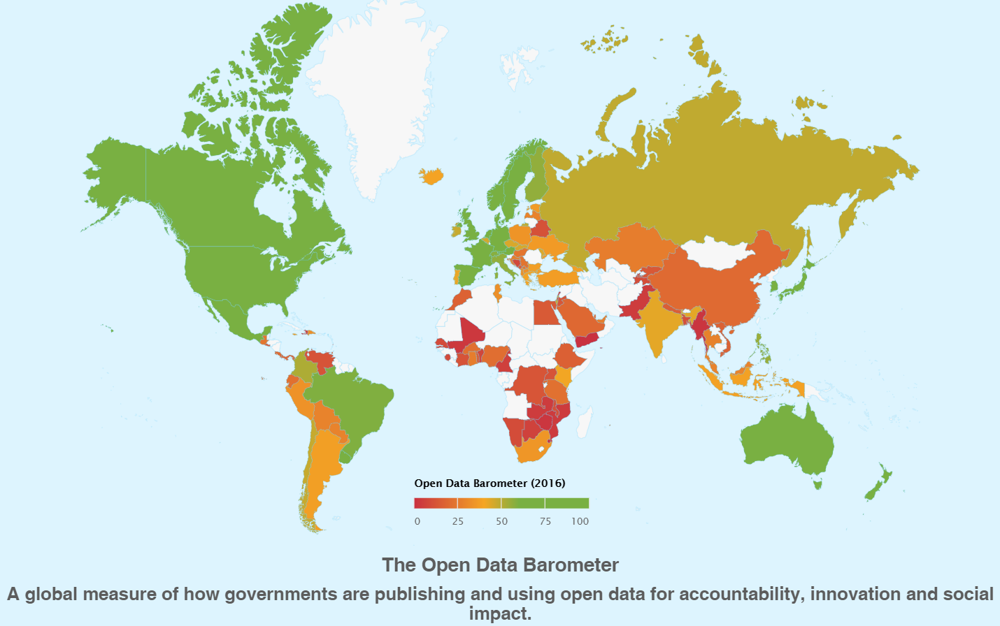 Open Data Barometer (2016)
0 25 50 75 100
The Open Data Barometer
A global measure of how governments are publishing and using open data for accountability, innovation and social
impact.